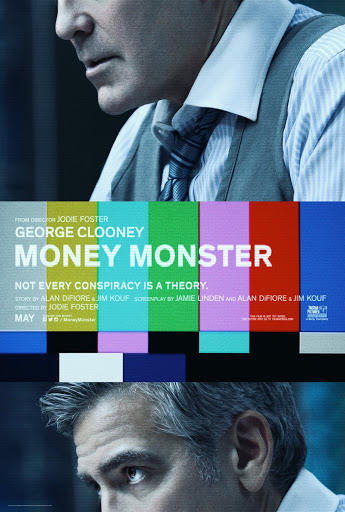 FROM DIRECTOR JODIE FOSTER
GEORGE CLOONEY
MONEY MONSTER
NOT EVERY CONSPIRACY IS A THEORY.
STORY BY ALAN DiFIORE & JIM KOUF SCREENPLAY BY JAMIE LINDEN AND ALAN DiFIORE & JIM KOUF
DIRECTED BY JODIE FOSTER
MAY
/MoneyMonster